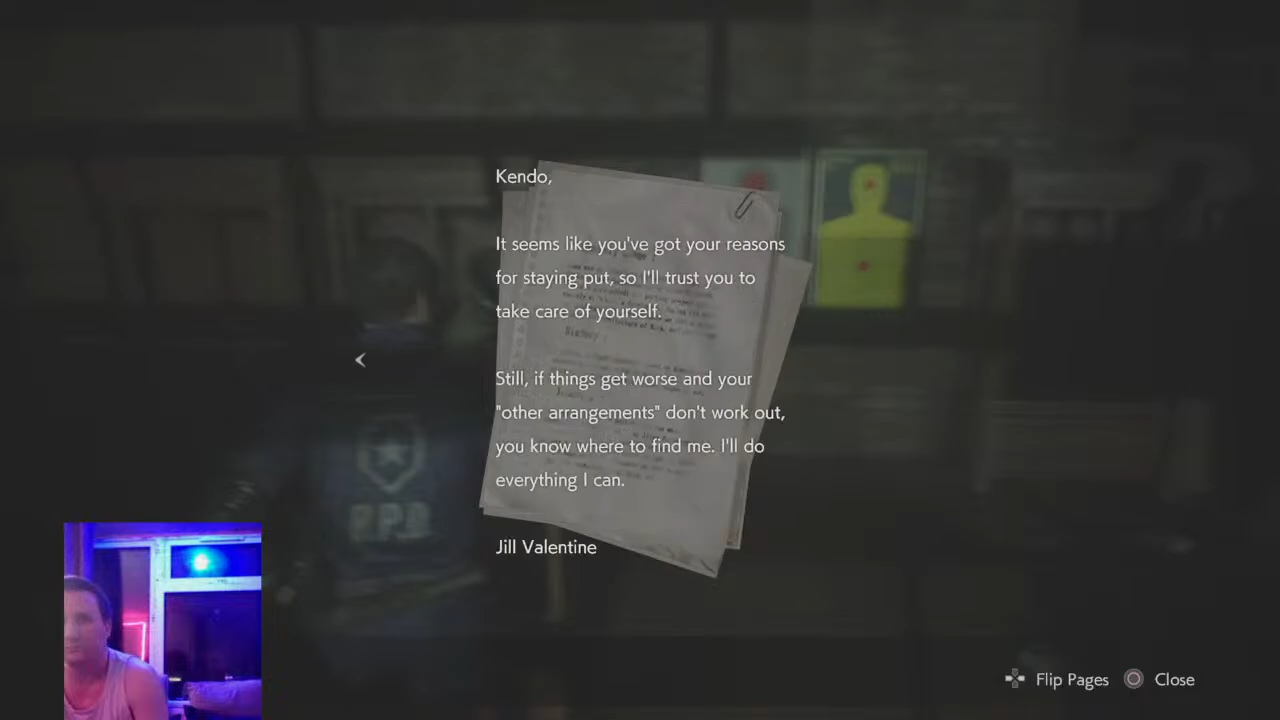 Kendo,
It seems like you've got your reasons
for staying put, so I'll trust you to
take care of yourself.
Still, if things get worse and your
"other arrangements" don't work out,
you know where to find me. I'll do
everything I can.
Jill Valentine
RPD
Flip Pages
Close